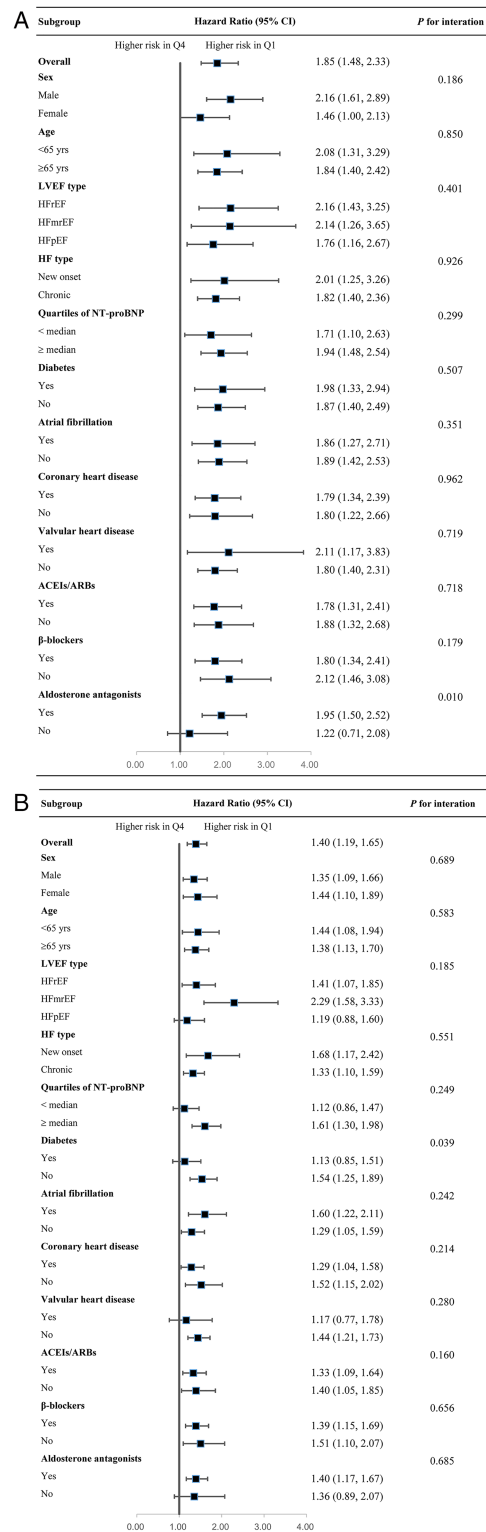 A
Subgroup Hazard Ratio (95% CI) P for interation
Higher risk in Q4 Higher risk in Q1
Overall 1.85 (1.48, 2.33)
Sex 0.186
Male 2.16 (1.61, 2.89)
Female 1.46 (1.00, 2.13)
Age 0.850
<65 yrs 2.08 (1.31, 3.29)
≥65 yrs 1.84 (1.40, 2.42)
LVEF type 0.401
HFrEF 2.16 (1.43, 3.25)
HFmrEF 2.14 (1.26, 3.65)
HFpEF 1.76 (1.16, 2.67)
HF type 0.926
New onset 2.01 (1.25, 3.26)
Chronic 1.82 (1.40, 2.36)
Quartiles of NT-proBNP 0.299
< median 1.71 (1.10, 2.63)
≥ median 1.94 (1.48, 2.54)
Diabetes 0.507
Yes 1.98 (1.33, 2.94)
No 1.87 (1.40, 2.49)
Atrial fibrillation 0.351
Yes 1.86 (1.27, 2.71)
No 1.89 (1.42, 2.53)
Coronary heart disease 0.962
Yes 1.79 (1.34, 2.39)
No 1.80 (1.22, 2.66)
Valvular heart disease 0.719
Yes 2.11 (1.17, 3.83)
No 1.80 (1.40, 2.31)
ACEIs/ARBs 0.718
Yes 1.78 (1.31, 2.41)
No 1.88 (1.32, 2.68)
β-blockers 0.179
Yes 1.80 (1.34, 2.41)
No 2.12 (1.46, 3.08)
Aldosterone antagonists 0.010
Yes 1.95 (1.50, 2.52)
No 1.22 (0.71, 2.08)
0.00 1.00 2.00 3.00 4.00
B
Subgroup Hazard Ratio (95% CI) P for interation
Higher risk in Q4 Higher risk in Q1
Overall 1.40 (1.19, 1.65)
Sex 0.689
Male 1.35 (1.09, 1.66)
Female 1.44 (1.10, 1.89)
Age 0.583
<65 yrs 1.44 (1.08, 1.94)
≥65 yrs 1.38 (1.13, 1.70)
LVEF type 0.185
HFrEF 1.41 (1.07, 1.85)
HFmrEF 2.29 (1.58, 3.33)
HFpEF 1.19 (0.88, 1.60)
HF type 0.551
New onset 1.68 (1.17, 2.42)
Chronic 1.33 (1.10, 1.59)
Quartiles of NT-proBNP 0.249
< median 1.12 (0.86, 1.47)
≥ median 1.61 (1.30, 1.98)
Diabetes 0.039
Yes 1.13 (0.85, 1.51)
No 1.54 (1.25, 1.89)
Atrial fibrillation 0.242
Yes 1.60 (1.22, 2.11)
No 1.29 (1.05, 1.59)
Coronary heart disease 0.214
Yes 1.29 (1.04, 1.58)
No 1.52 (1.15, 2.02)
Valvular heart disease 0.280
Yes 1.17 (0.77, 1.78)
No 1.44 (1.21, 1.73)
ACEIs/ARBs 0.160
Yes 1.33 (1.09, 1.64)
No 1.40 (1.05, 1.85)
β-blockers 0.656
Yes 1.39 (1.15, 1.69)
No 1.51 (1.10, 2.07)
Aldosterone antagonists 0.685
Yes 1.40 (1.17, 1.67)
No 1.36 (0.89, 2.07)
0.00 1.00 2.00 3.00 4.00